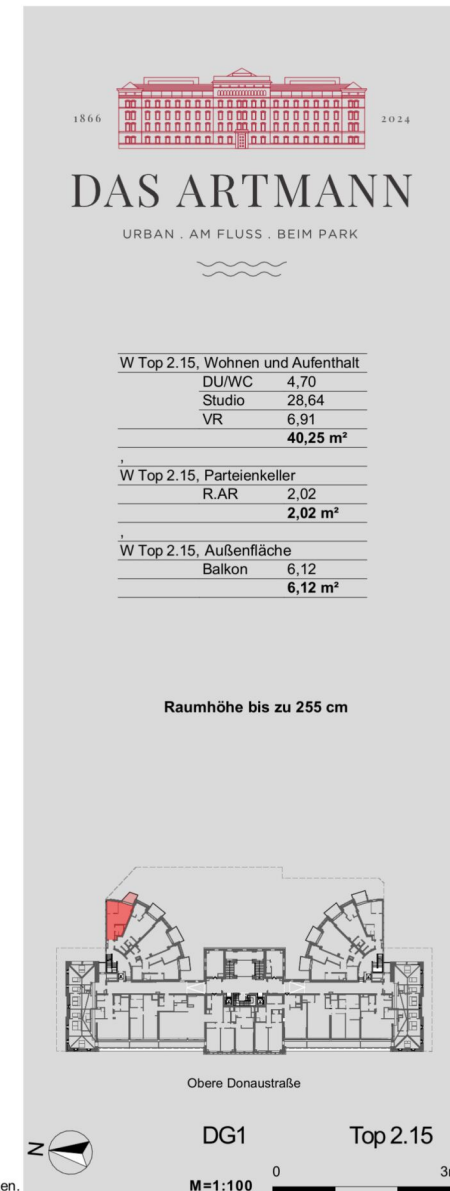 1866 2024
DAS ARTMANN
URBAN . AM FLUSS . BEIM PARK
W Top 2.15, Wohnen und Aufenthalt
DU/WC 4,70
Studio 28,64
VR 6,91
40,25 m²
,
W Top 2.15, Parteienkeller
R.AR 2,02
2,02 m²
,
W Top 2.15, Außenfläche
Balkon 6,12
6,12 m²
Raumhöhe bis zu 255 cm
Obere Donaustraße
N
DG1 Top 2.15
0
en. M=1:100